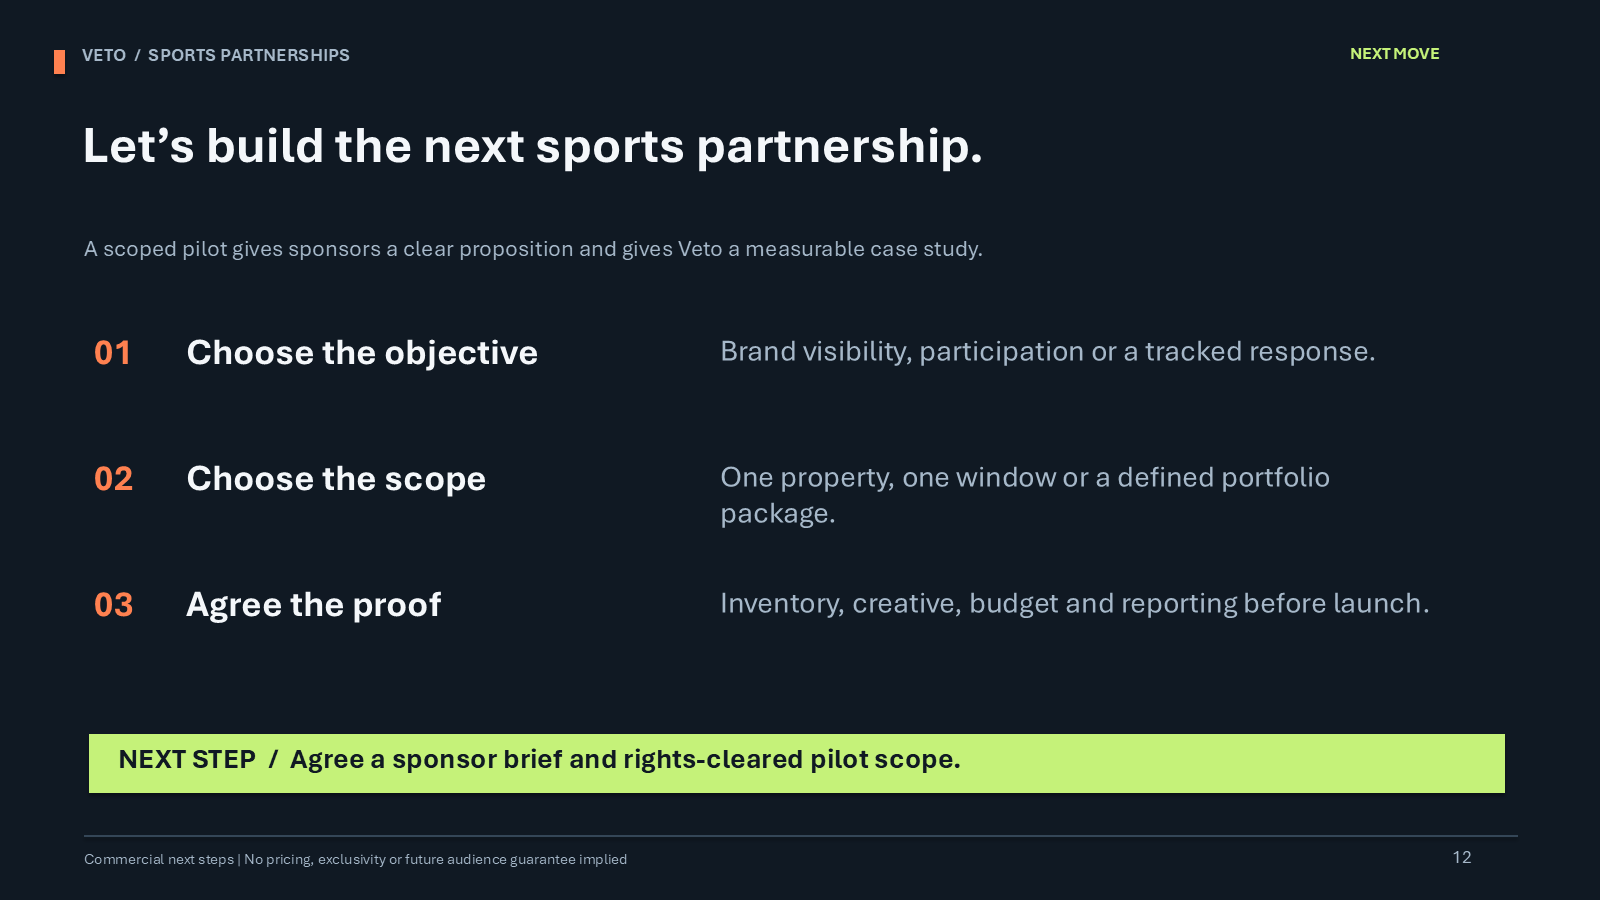 VETO / SPORTS PARTNERSHIPS
NEXT MOVE
Let’s build the next sports partnership.
A scoped pilot gives sponsors a clear proposition and gives Veto a measurable case study.
01 Choose the objective Brand visibility, participation or a tracked response.
02 Choose the scope One property, one window or a defined portfolio
package.
03 Agree the proof Inventory, creative, budget and reporting before launch.
NEXT STEP / Agree a sponsor brief and rights-cleared pilot scope.
Commercial next steps | No pricing, exclusivity or future audience guarantee implied
12